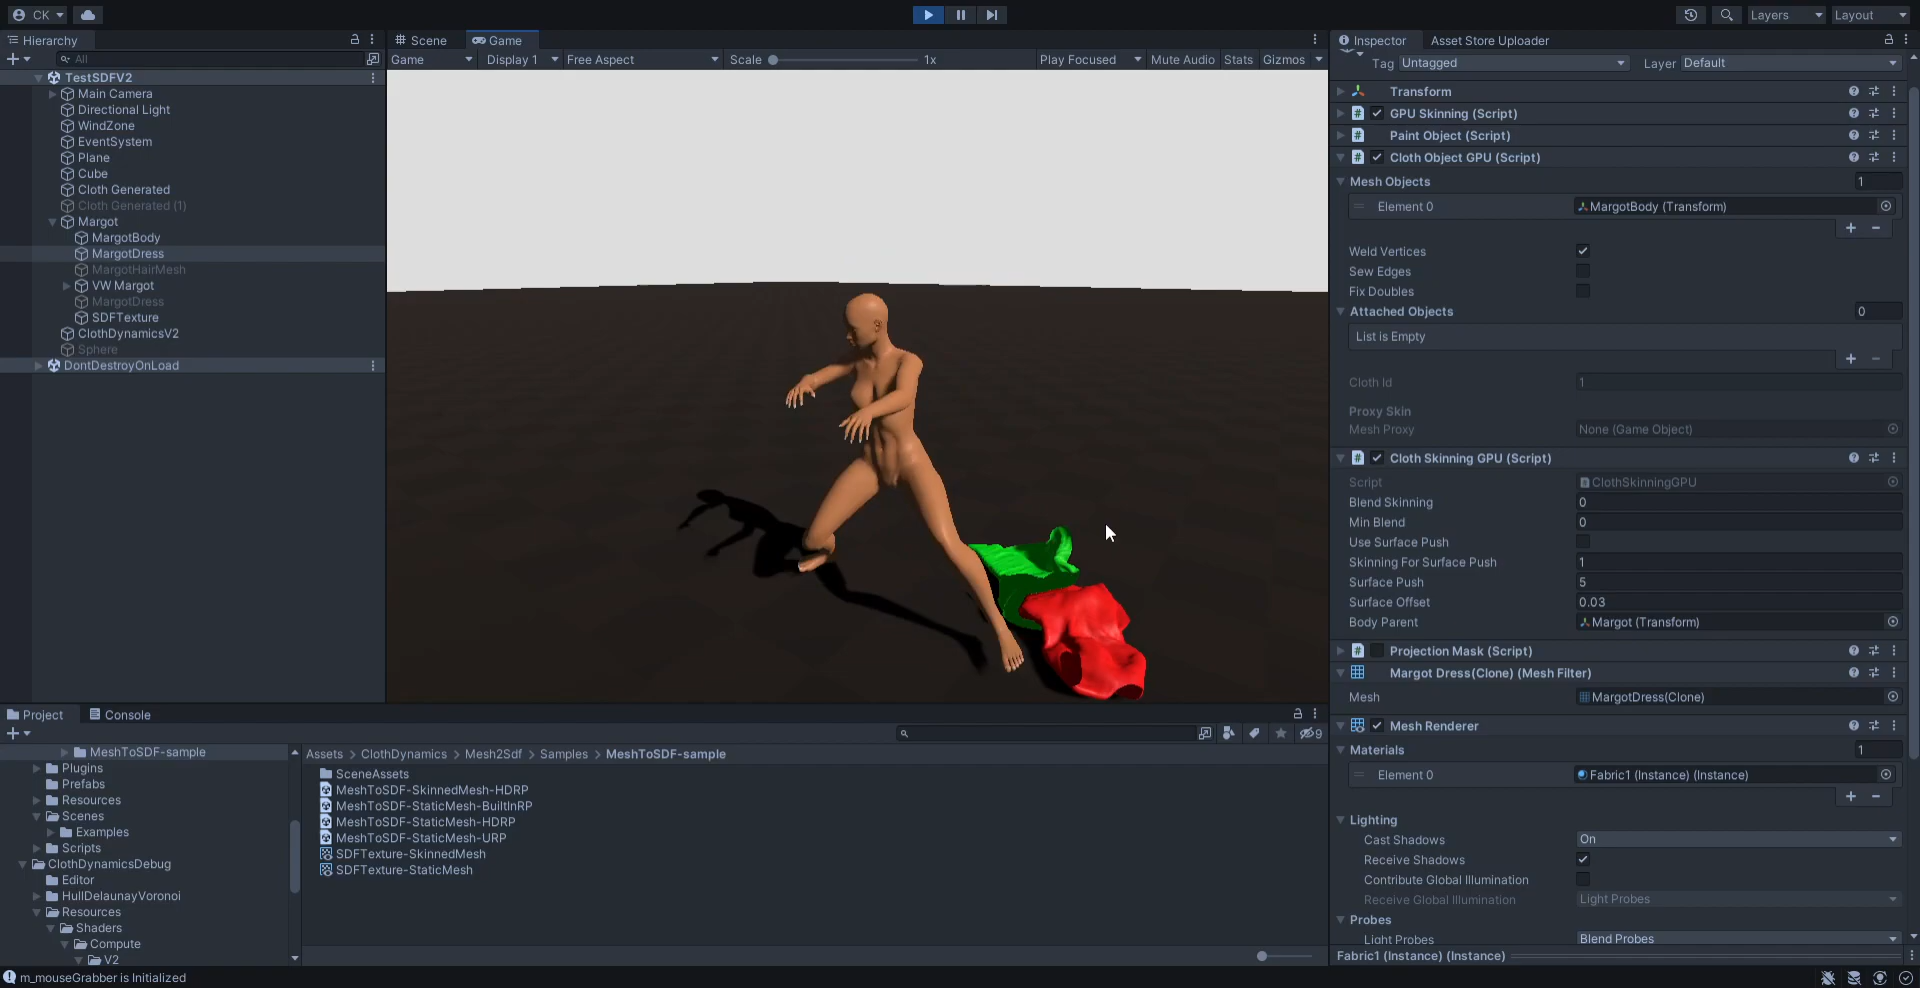 CK
Layers
Layout
Hierarchy
All
TestSDFV2
Main Camera
Directional Light
WindZone
EventSystem
Plane
Cube
Cloth Generated
Cloth Generated (1)
Margot
MargotBody
MargotDress
MargotHairMesh
VW Margot
MargotDress
SDFTexture
ClothDynamicsV2
Sphere
DontDestroyOnLoad
Scene
Game
Game
Display 1
Free Aspect
Scale
1x
Play Focused
Mute Audio
Stats
Gizmos
Inspector
Asset Store Uploader
Tag Untagged
Layer Default
Transform
GPU Skinning (Script)
Paint Object (Script)
Cloth Object GPU (Script)
Mesh Objects 1
Element 0 MargotBody (Transform)
Weld Vertices
Sew Edges
Fix Doubles
Attached Objects 0
List is Empty
Cloth Id 1
Proxy Skin
Mesh Proxy None (Game Object)
Cloth Skinning GPU (Script)
Script ClothSkinningGPU
Blend Skinning 0
Min Blend 0
Use Surface Push
Skinning For Surface Push 1
Surface Push 5
Surface Offset 0.03
Body Parent Margot (Transform)
Projection Mask (Script)
Margot Dress(Clone) (Mesh Filter)
Mesh MargotDress(Clone)
Mesh Renderer
Materials 1
Element 0 Fabric1 (Instance) (Instance)
Lighting
Cast Shadows On
Receive Shadows
Contribute Global Illumination
Receive Global Illumination Light Probes
Probes
Light Probes Blend Probes
Fabric1 (Instance) (Instance)
Project
Console
9
MeshToSDF-sample
Plugins
Prefabs
Resources
Scenes
Examples
Scripts
ClothDynamicsDebug
Editor
HullDelaunayVoronoi
Resources
Shaders
Compute
V2
Assets > ClothDynamics > Mesh2Sdf > Samples > MeshToSDF-sample
SceneAssets
MeshToSDF-SkinnedMesh-HDRP
MeshToSDF-StaticMesh-BuiltInRP
MeshToSDF-StaticMesh-HDRP
MeshToSDF-StaticMesh-URP
SDFTexture-SkinnedMesh
SDFTexture-StaticMesh
m_mouseGrabber is Initialized